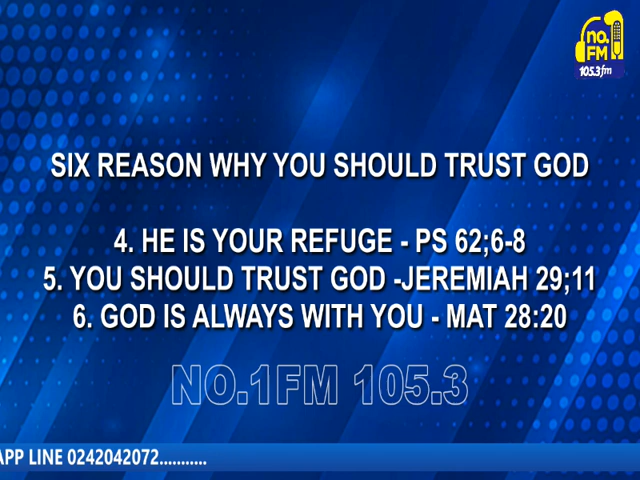 no.
FM
105.3fm
SIX REASON WHY YOU SHOULD TRUST GOD
4. HE IS YOUR REFUGE - PS 62;6-8
5. YOU SHOULD TRUST GOD -JEREMIAH 29;11
6. GOD IS ALWAYS WITH YOU - MAT 28:20
NO.1FM 105.3
APP LINE 0242042072...........